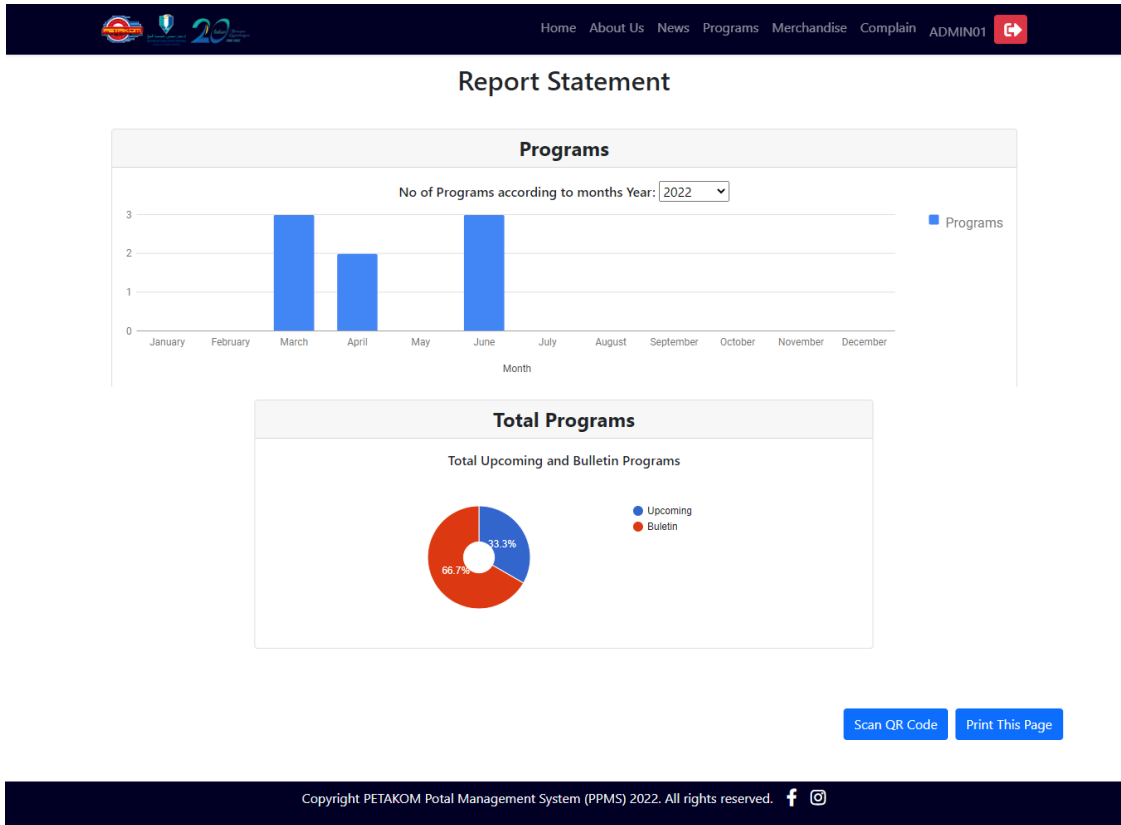 PETAKOM
20
Home About Us News Programs Merchandise Complain ADMIN01
Report Statement
Programs
No of Programs according to months Year: 2022
3
2
1
0
Programs
January February March April May June July August September October November December
Month
Total Programs
Total Upcoming and Bulletin Programs
Upcoming
Buletin
33.3%
66.7%
Scan QR Code Print This Page
Copyright PETAKOM Potal Management System (PPMS) 2022. All rights reserved.